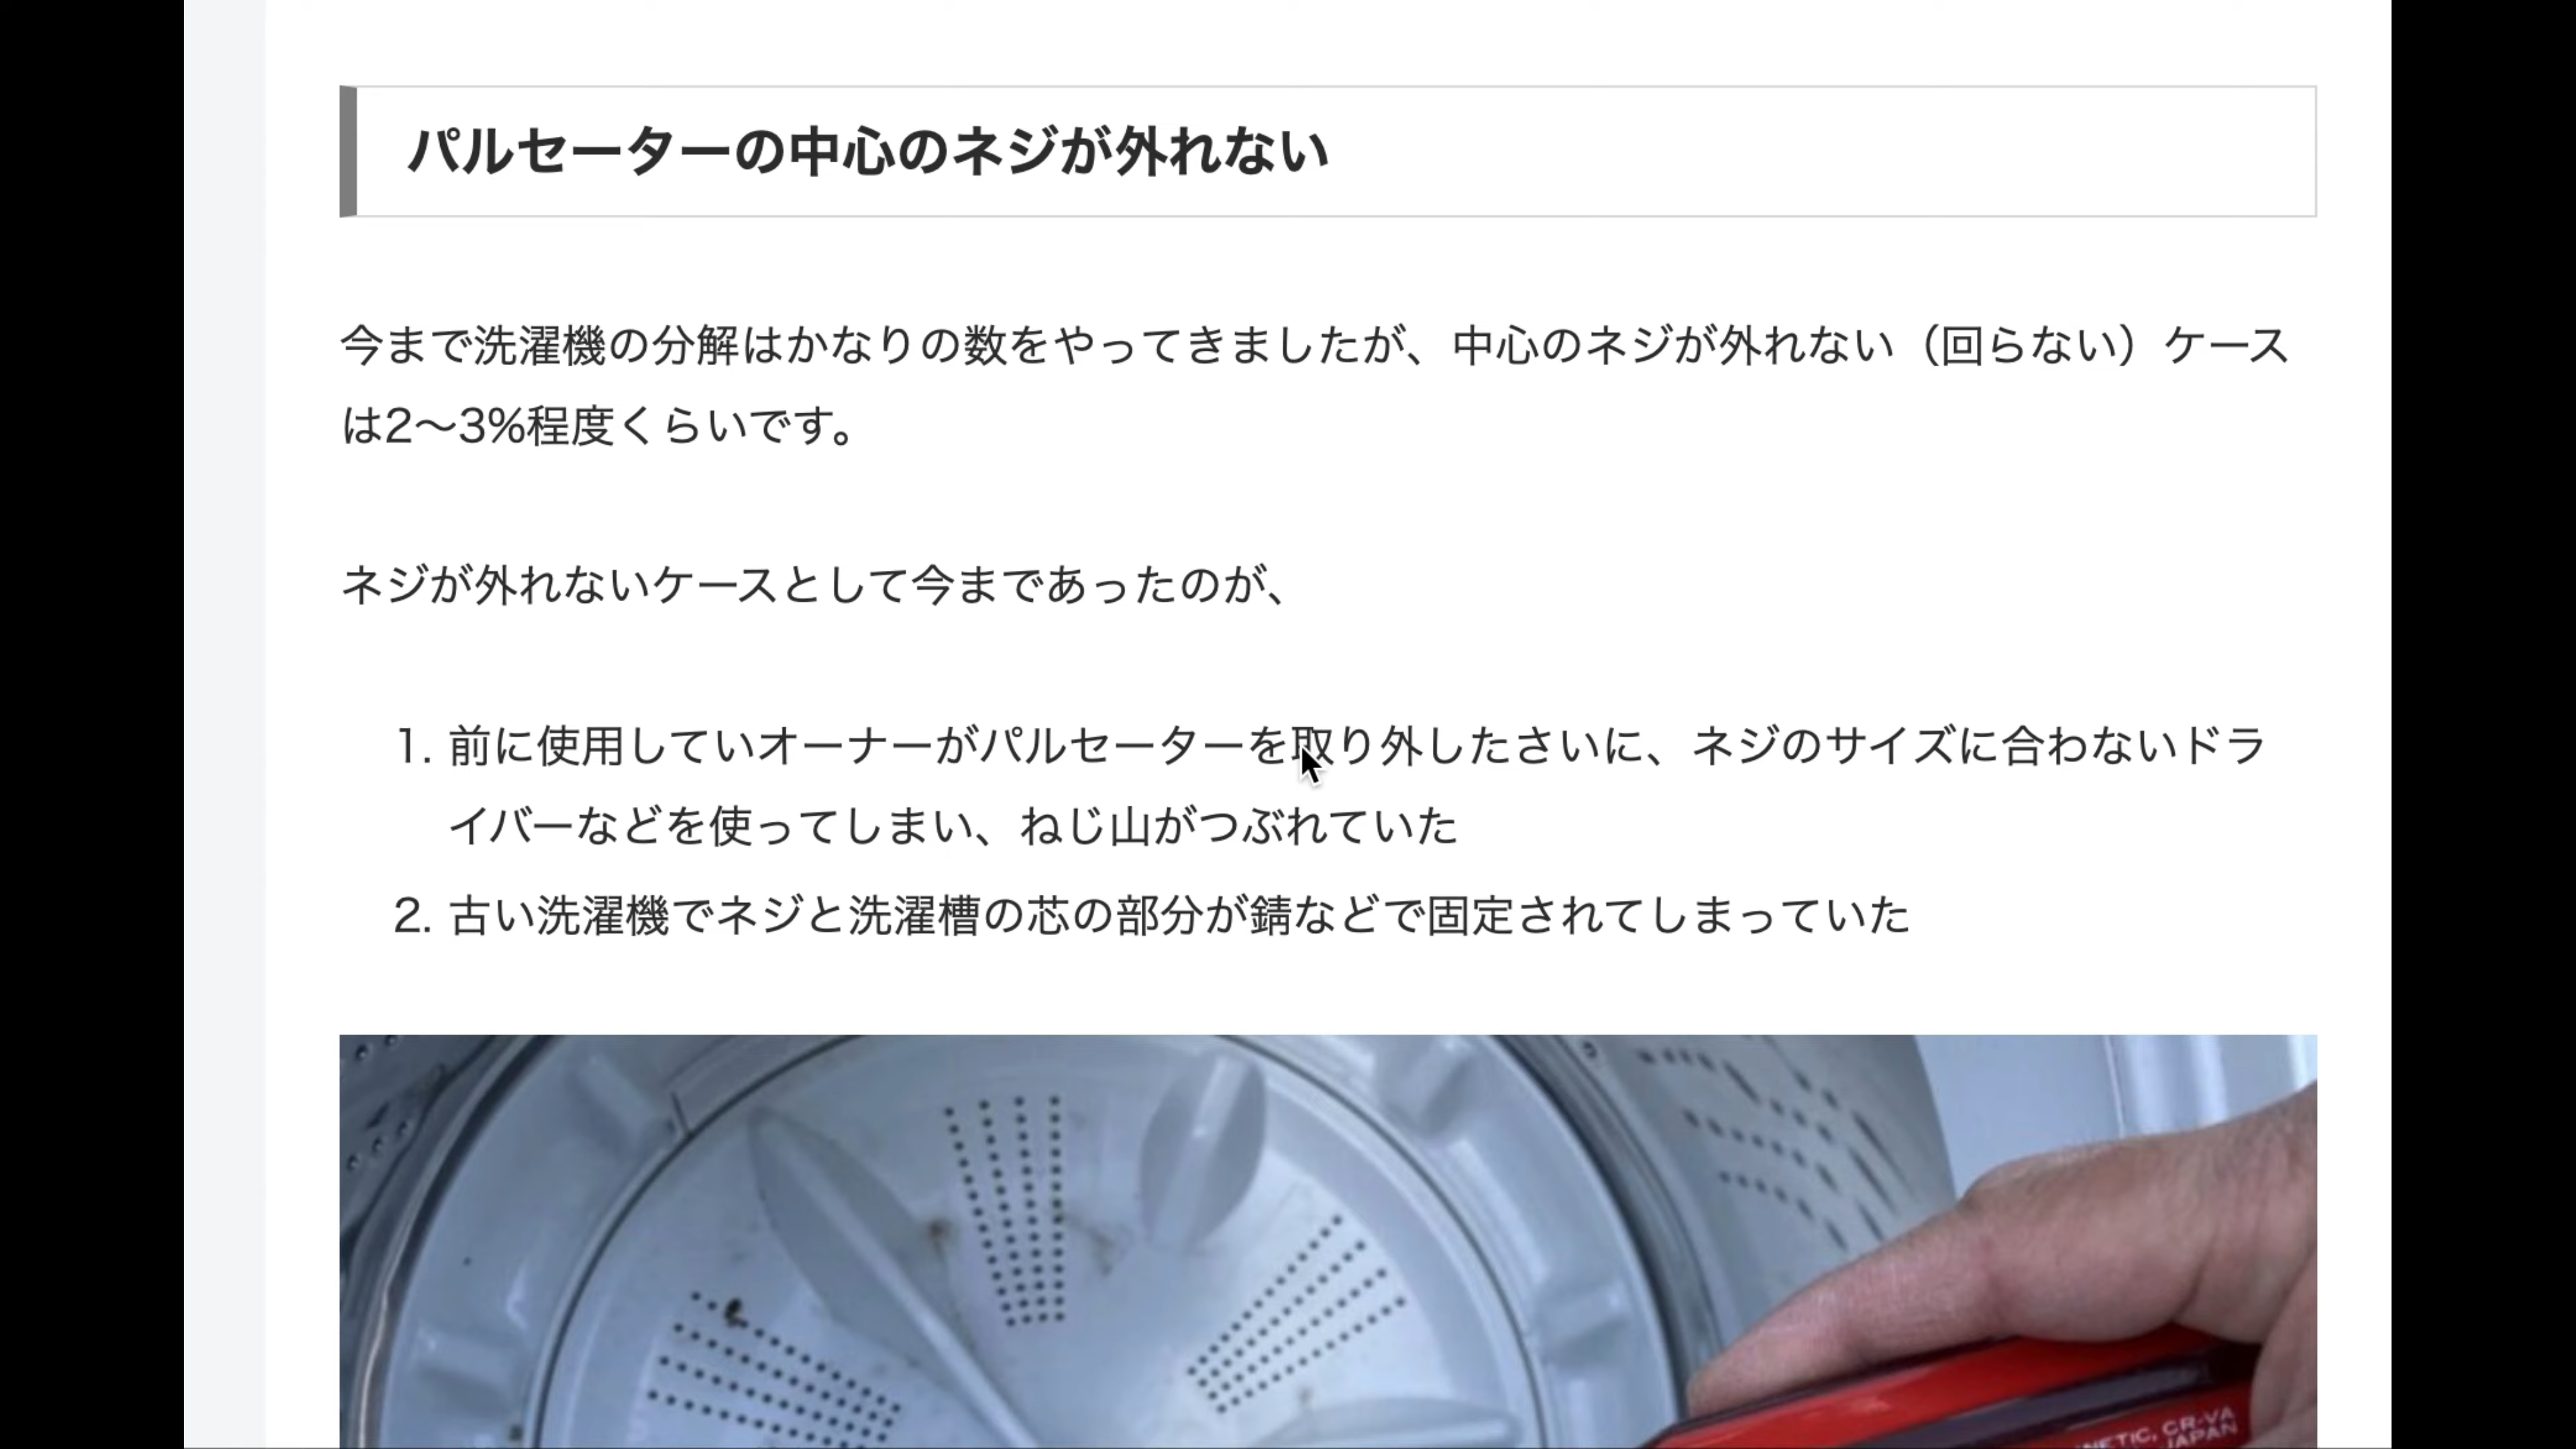 パルセーターの中心のネジが外れない
今まで洗濯機の分解はかなりの数をやってきましたが、中心のネジが外れない（回らない）ケース
は2〜3%程度くらいです。
ネジが外れないケースとして今まであったのが、
1. 前に使用していオーナーがパルセーターを取り外したさいに、ネジのサイズに合わないドラ
イバーなどを使ってしまい、ねじ山がつぶれていた
2. 古い洗濯機でネジと洗濯槽の芯の部分が錆などで固定されてしまっていた
CR-VA
JAPAN